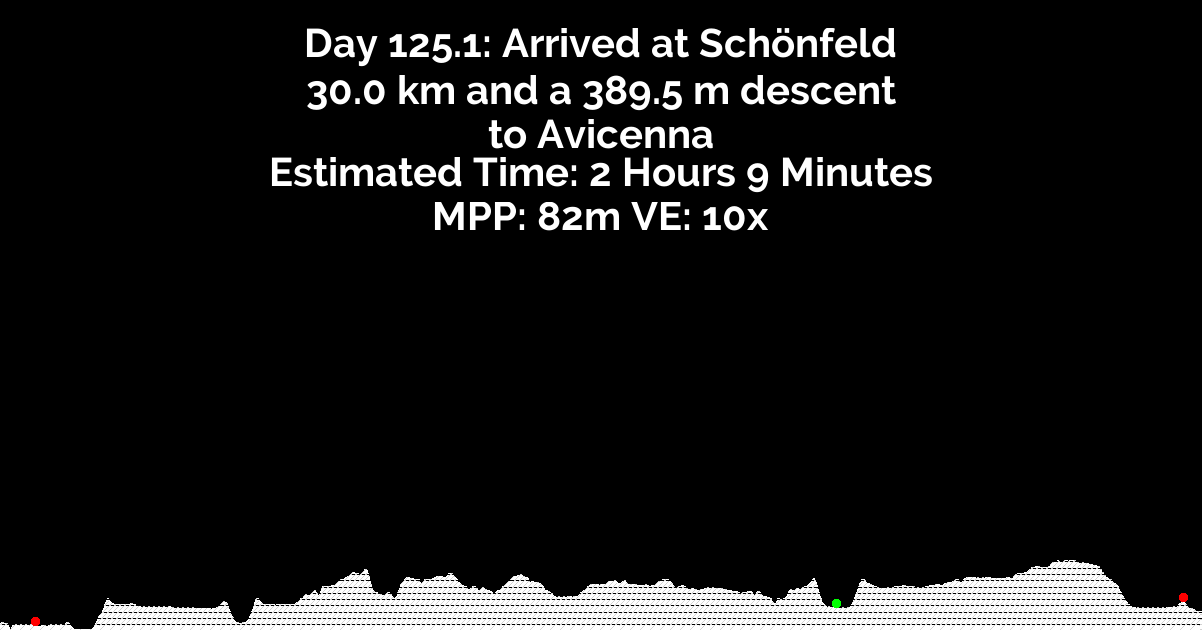 Day 125.1: Arrived at Schönfeld
30.0 km and a 389.5 m descent
to Avicenna
Estimated Time: 2 Hours 9 Minutes
MPP: 82m VE: 10x